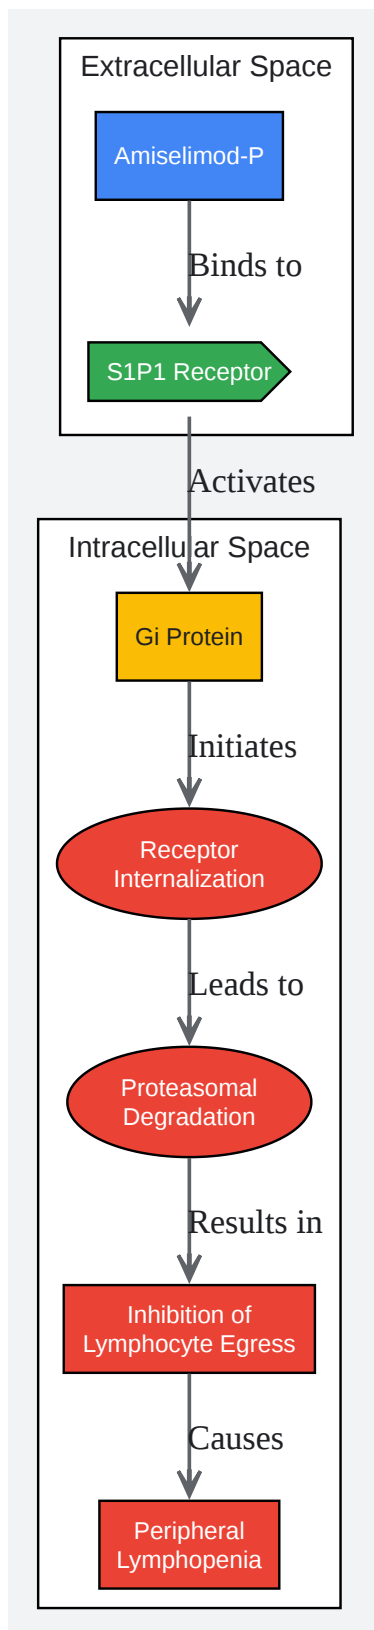 Extracellular Space
Amiselimod-P
Binds to
S1P1 Receptor
Activates
Intracellular Space
Gi Protein
Initiates
Receptor
Internalization
Leads to
Proteasomal
Degradation
Results in
Inhibition of
Lymphocyte Egress
Causes
Peripheral
Lymphopenia